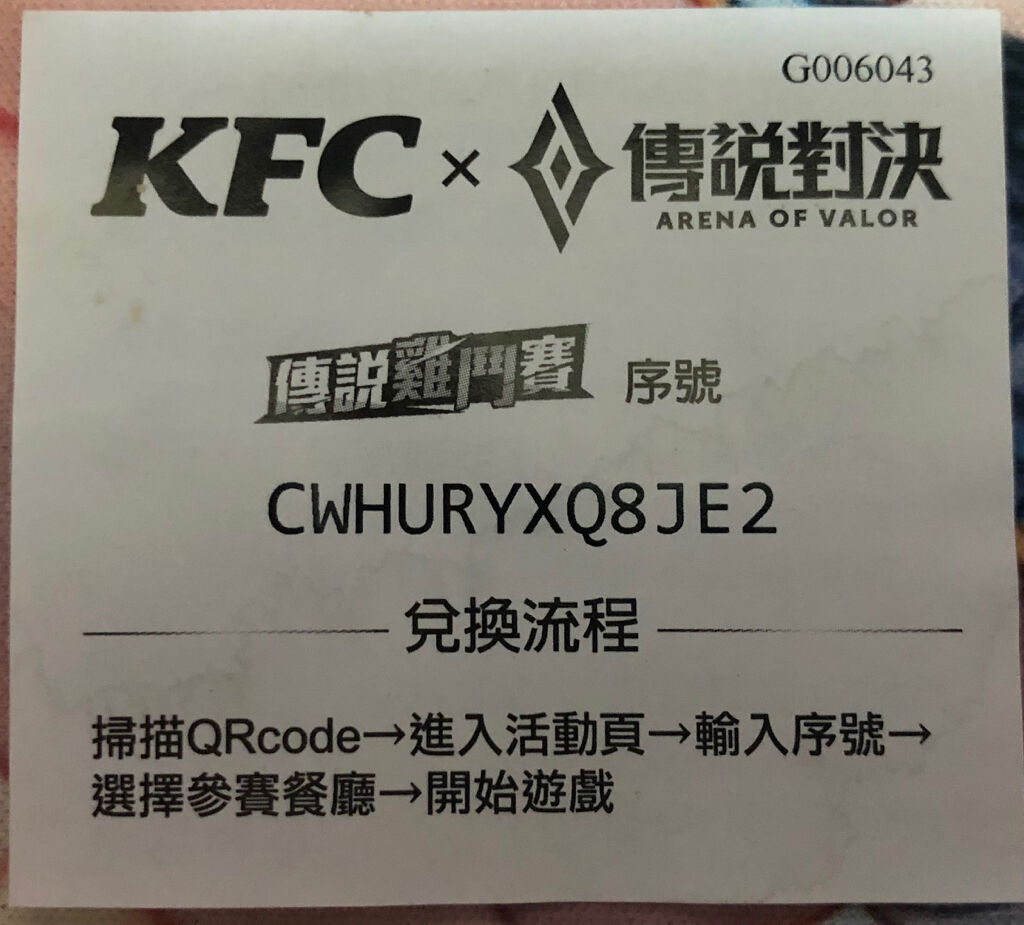 G006043
KFC × 傳説對決
ARENA OF VALOR
傳説雞鬥賽 序號
CWHURYXQ8JE2
兌換流程
掃描QRcode→進入活動頁→輸入序號→
選擇參賽餐廳→開始遊戲